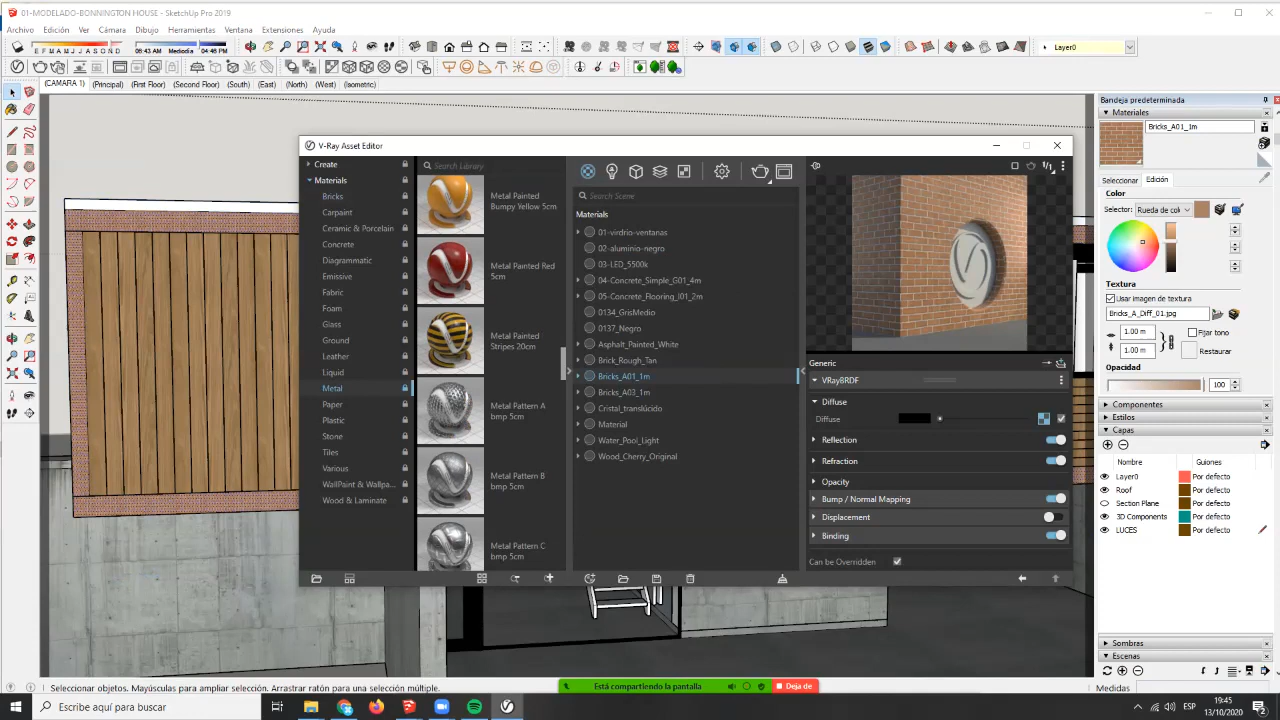 01-MODELADO-BONNINGTON HOUSE - SketchUp Pro 2019
Archivo Edición Ver Cámara Dibujo Herramientas Ventana Extensiones Ayuda
E F M A M J J A S O N D 06:43 AM Mediodía 04:46 PM
Layer0
(CAMARA 1) (Principal) (First Floor) (Second Floor) (South) (East) (North) (West) (Isometric)
V-Ray Asset Editor
Create
Materials
Bricks
Carpaint
Ceramic & Porcelain
Concrete
Diagrammatic
Emissive
Fabric
Foam
Glass
Ground
Leather
Liquid
Metal
Paper
Plastic
Stone
Tiles
Various
WallPaint & Wallpa...
Wood & Laminate
Search Library
Metal Painted
Bumpy Yellow 5cm
Metal Painted Red
5cm
Metal Painted
Stripes 20cm
Metal Pattern A
bmp 5cm
Metal Pattern B
bmp 5cm
Metal Pattern C
bmp 5cm
Search Scene
Materials
01-virdrio-ventanas
02-aluminio-negro
03-LED_5500k
04-Concrete_Simple_G01_4m
05-Concrete_Flooring_I01_2m
0134_GrisMedio
0137_Negro
Asphalt_Painted_White
Brick_Rough_Tan
Bricks_A01_1m
Bricks_A03_1m
Cristal_translúcido
Material
Water_Pool_Light
Wood_Cherry_Original
Generic
VRayBRDF
Diffuse
Diffuse
Reflection
Refraction
Opacity
Bump / Normal Mapping
Displacement
Binding
Can be Overridden
Bandeja predeterminada
Materiales
Bricks_A01_1m
Seleccionar Edición
Color
Selector: Rueda de col
Textura
Usar imagen de textura
Bricks_A_Diff_01.jpg
1.00 m Fijar tono
1.00 m Restaurar
Opacidad
100
Componentes
Estilos
Capas
Nombre Guiones
Layer0 Por defecto
Roof Por defecto
Section Plane Por defecto
3D Components Por defecto
LUCES Por defecto
Sombras
Escenas
Seleccionar objetos. Mayúsculas para ampliar selección. Arrastrar ratón para una selección múltiple.
Está compartiendo la pantalla
Deja de
Medidas
Escribe aquí para buscar
ESP
19:45
13/10/2020
2